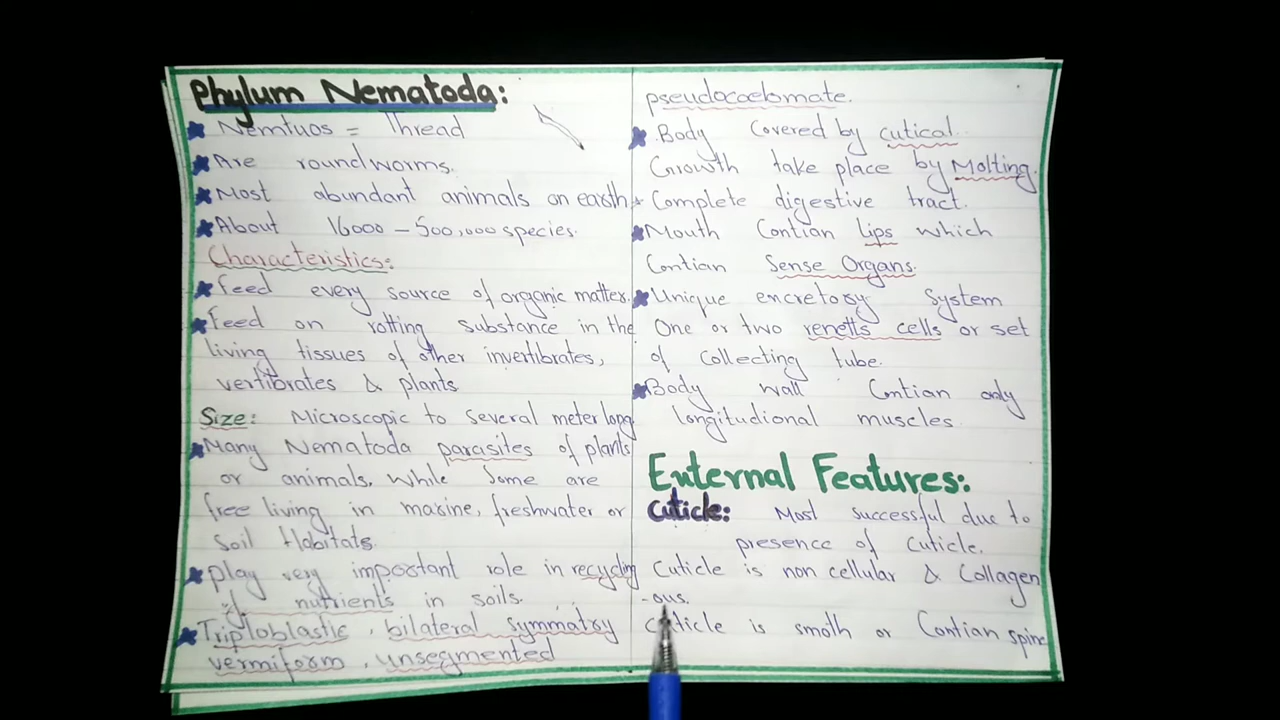 Phylum Nematoda:
Nemtuos = Thread
Are roundworms.
Most abundant animals on earth
About 16000 – 500,000 species.
Characteristics:
Feed every source of organic matter.
Feed on rotting substance in the
living tissues of other invertibrates,
vertibrates & plants
Size: Microscopic to several meter long
Many Nematoda parasites of plants
or animals. While some are
free living in marine, freshwater or
Soil Habitats.
Play very important role in recycling
of nutrients in soils.
Triploblastic, bilateral symmatry
vermiform, unsegmented
pseudocoelomate.
Body Covered by cutical.
Growth take place by Molting.
Complete digestive tract.
Mouth Contian lips which
Contian Sense Organs.
Unique excretory System
One or two renetts cells or set
of collecting tube.
Body wall Contian only
longitudional muscles.
External Features:
Cuticle: Most successful due to
presence of Cuticle.
Cuticle is non cellular & Collagen
-ous.
Cuticle is smoth or Contian spine